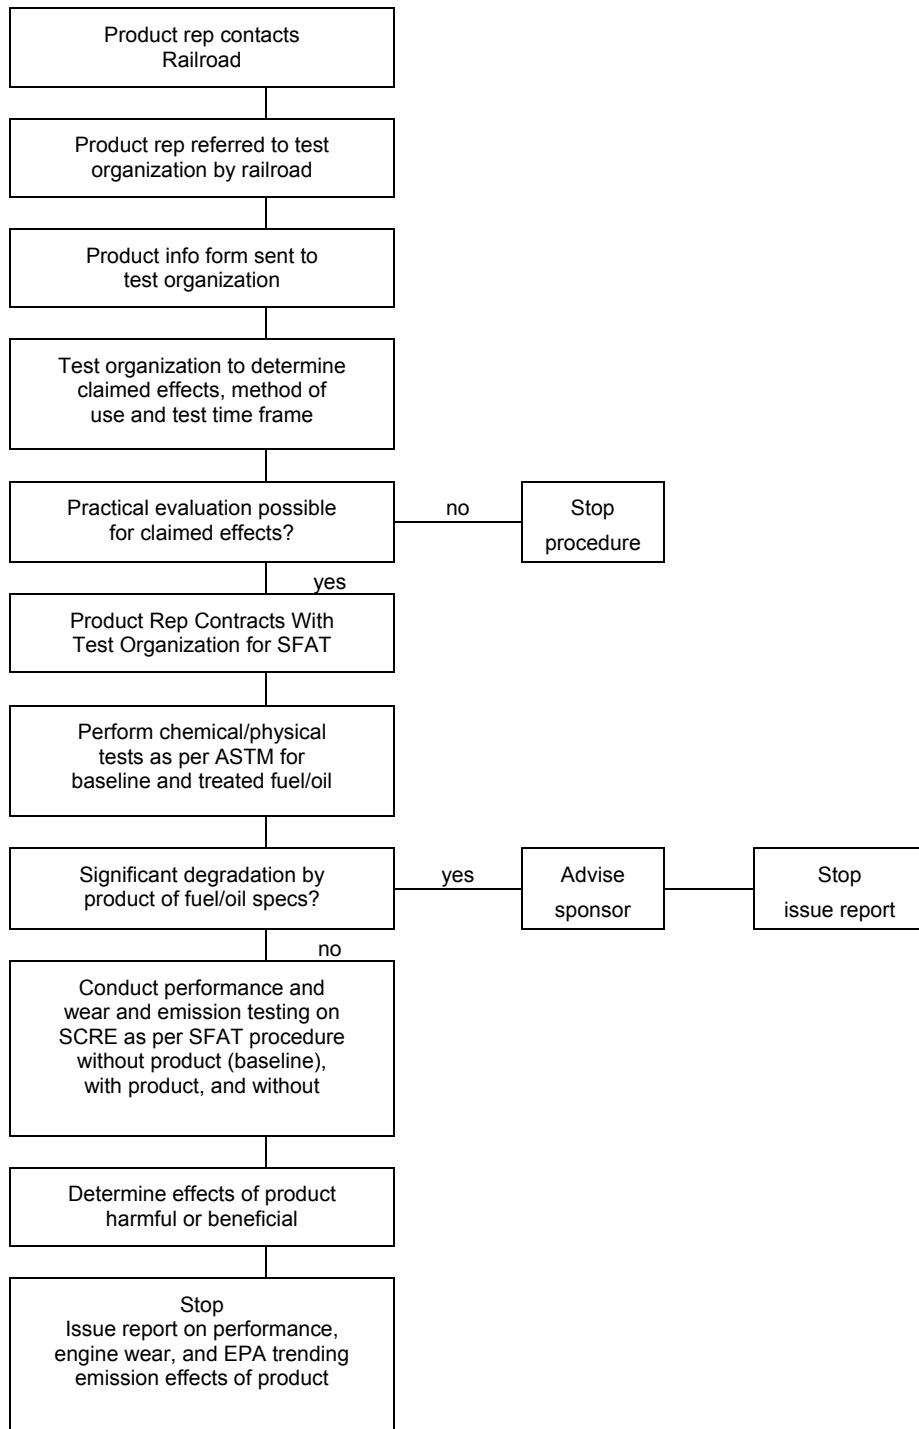 Product rep contacts
Railroad
Product rep referred to test
organization by railroad
Product info form sent to
test organization
Test organization to determine
claimed effects, method of
use and test time frame
Practical evaluation possible
for claimed effects?
no
Stop
procedure
yes
Product Rep Contracts With
Test Organization for SFAT
Perform chemical/physical
tests as per ASTM for
baseline and treated fuel/oil
Significant degradation by
product of fuel/oil specs?
yes
Advise
sponsor
Stop
issue report
no
Conduct performance and
wear and emission testing on
SCRE as per SFAT procedure
without product (baseline),
with product, and without
Determine effects of product
harmful or beneficial
Stop
Issue report on performance,
engine wear, and EPA trending
emission effects of product